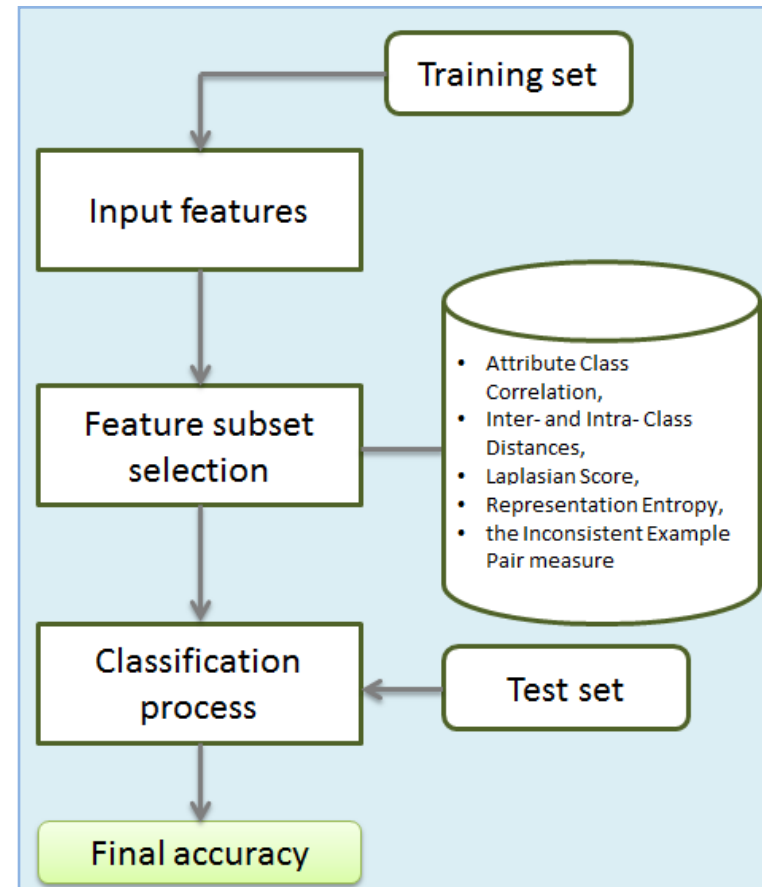 Training set
Input features
Feature subset
selection
• Attribute Class
Correlation,
• Inter- and Intra- Class
Distances,
• Laplasian Score,
• Representation Entropy,
• the Inconsistent Example
Pair measure
Classification
process
Test set
Final accuracy